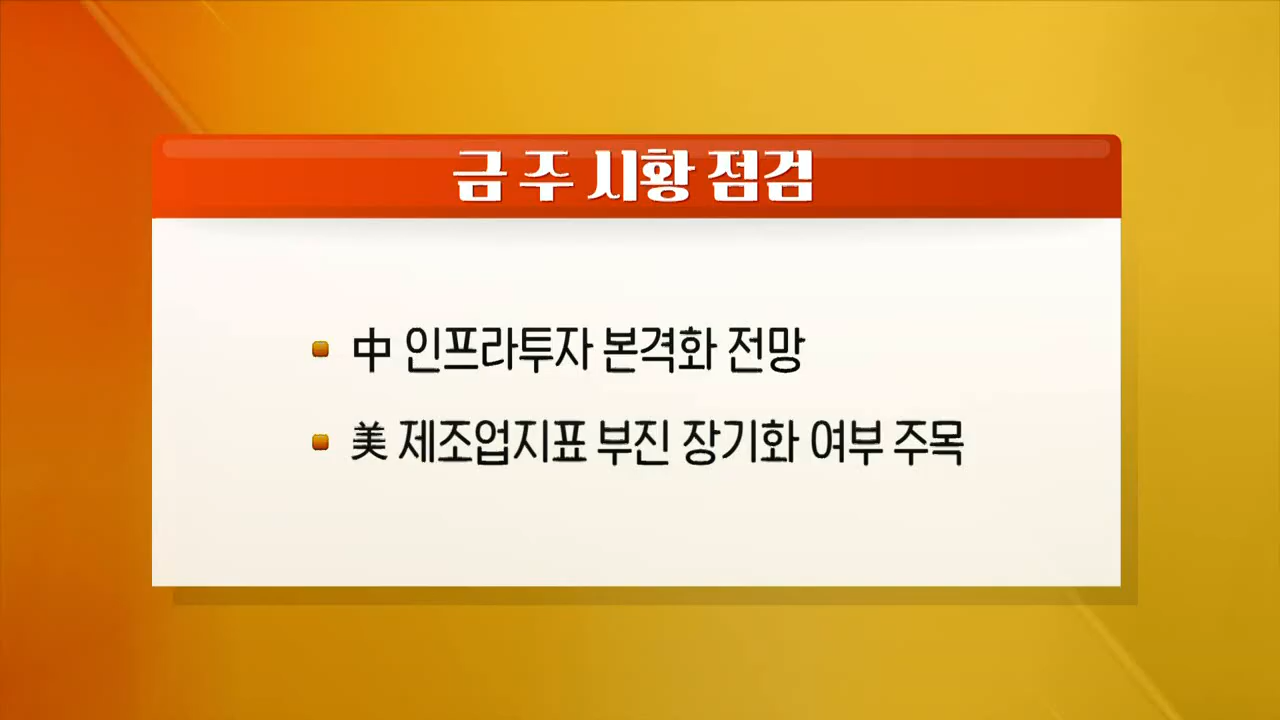 금주 시황 점검
中 인프라투자 본격화 전망
美 제조업지표 부진 장기화 여부 주목